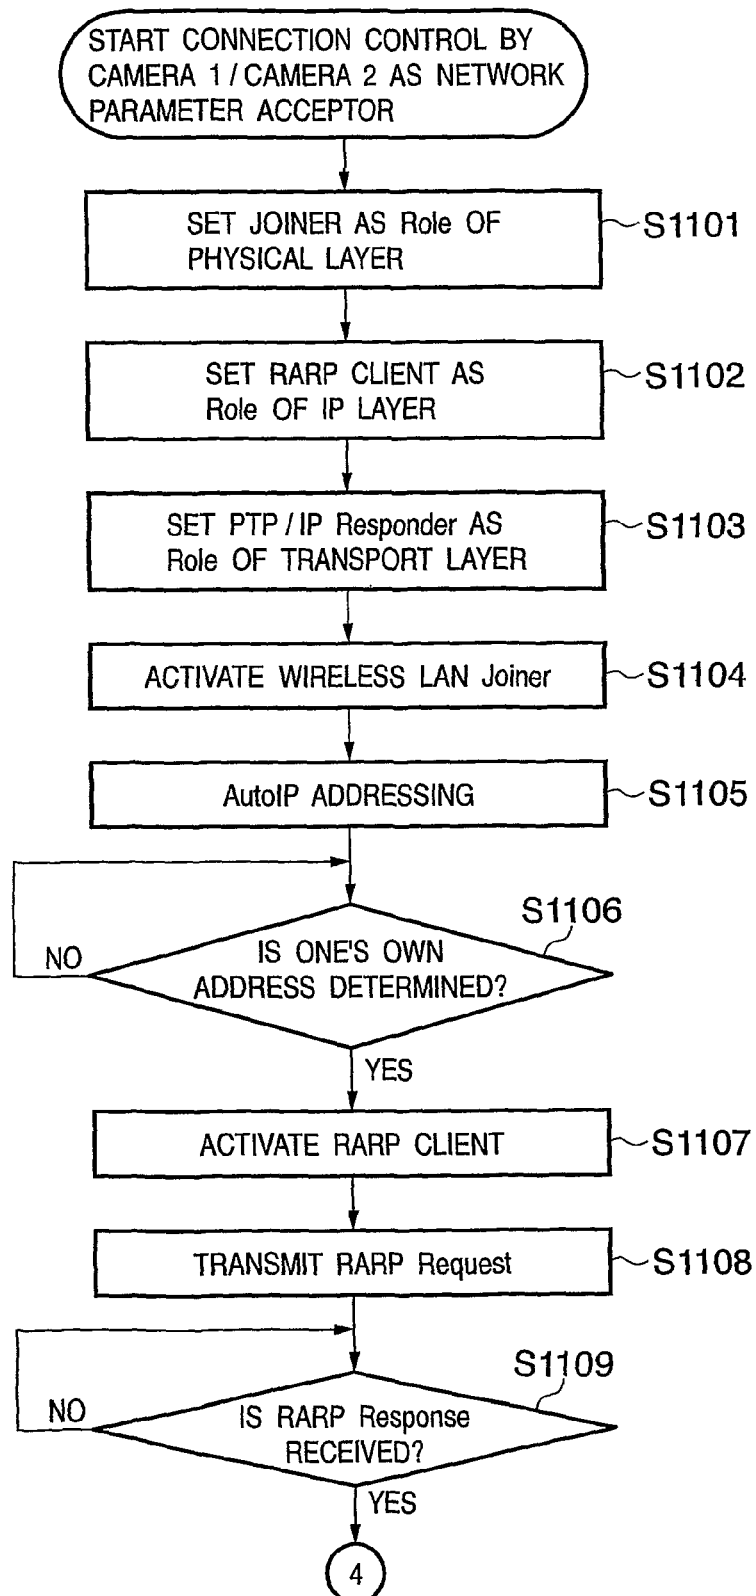 START CONNECTION CONTROL BY
CAMERA 1 / CAMERA 2 AS NETWORK
PARAMETER ACCEPTOR
SET JOINER AS Role OF
PHYSICAL LAYER
S1101
SET RARP CLIENT AS
Role OF IP LAYER
S1102
SET PTP / IP Responder AS
Role OF TRANSPORT LAYER
S1103
ACTIVATE WIRELESS LAN Joiner
S1104
AutoIP ADDRESSING
S1105
S1106
IS ONE'S OWN
ADDRESS DETERMINED?
NO
YES
ACTIVATE RARP CLIENT
S1107
TRANSMIT RARP Request
S1108
S1109
IS RARP Response
RECEIVED?
NO
YES
4